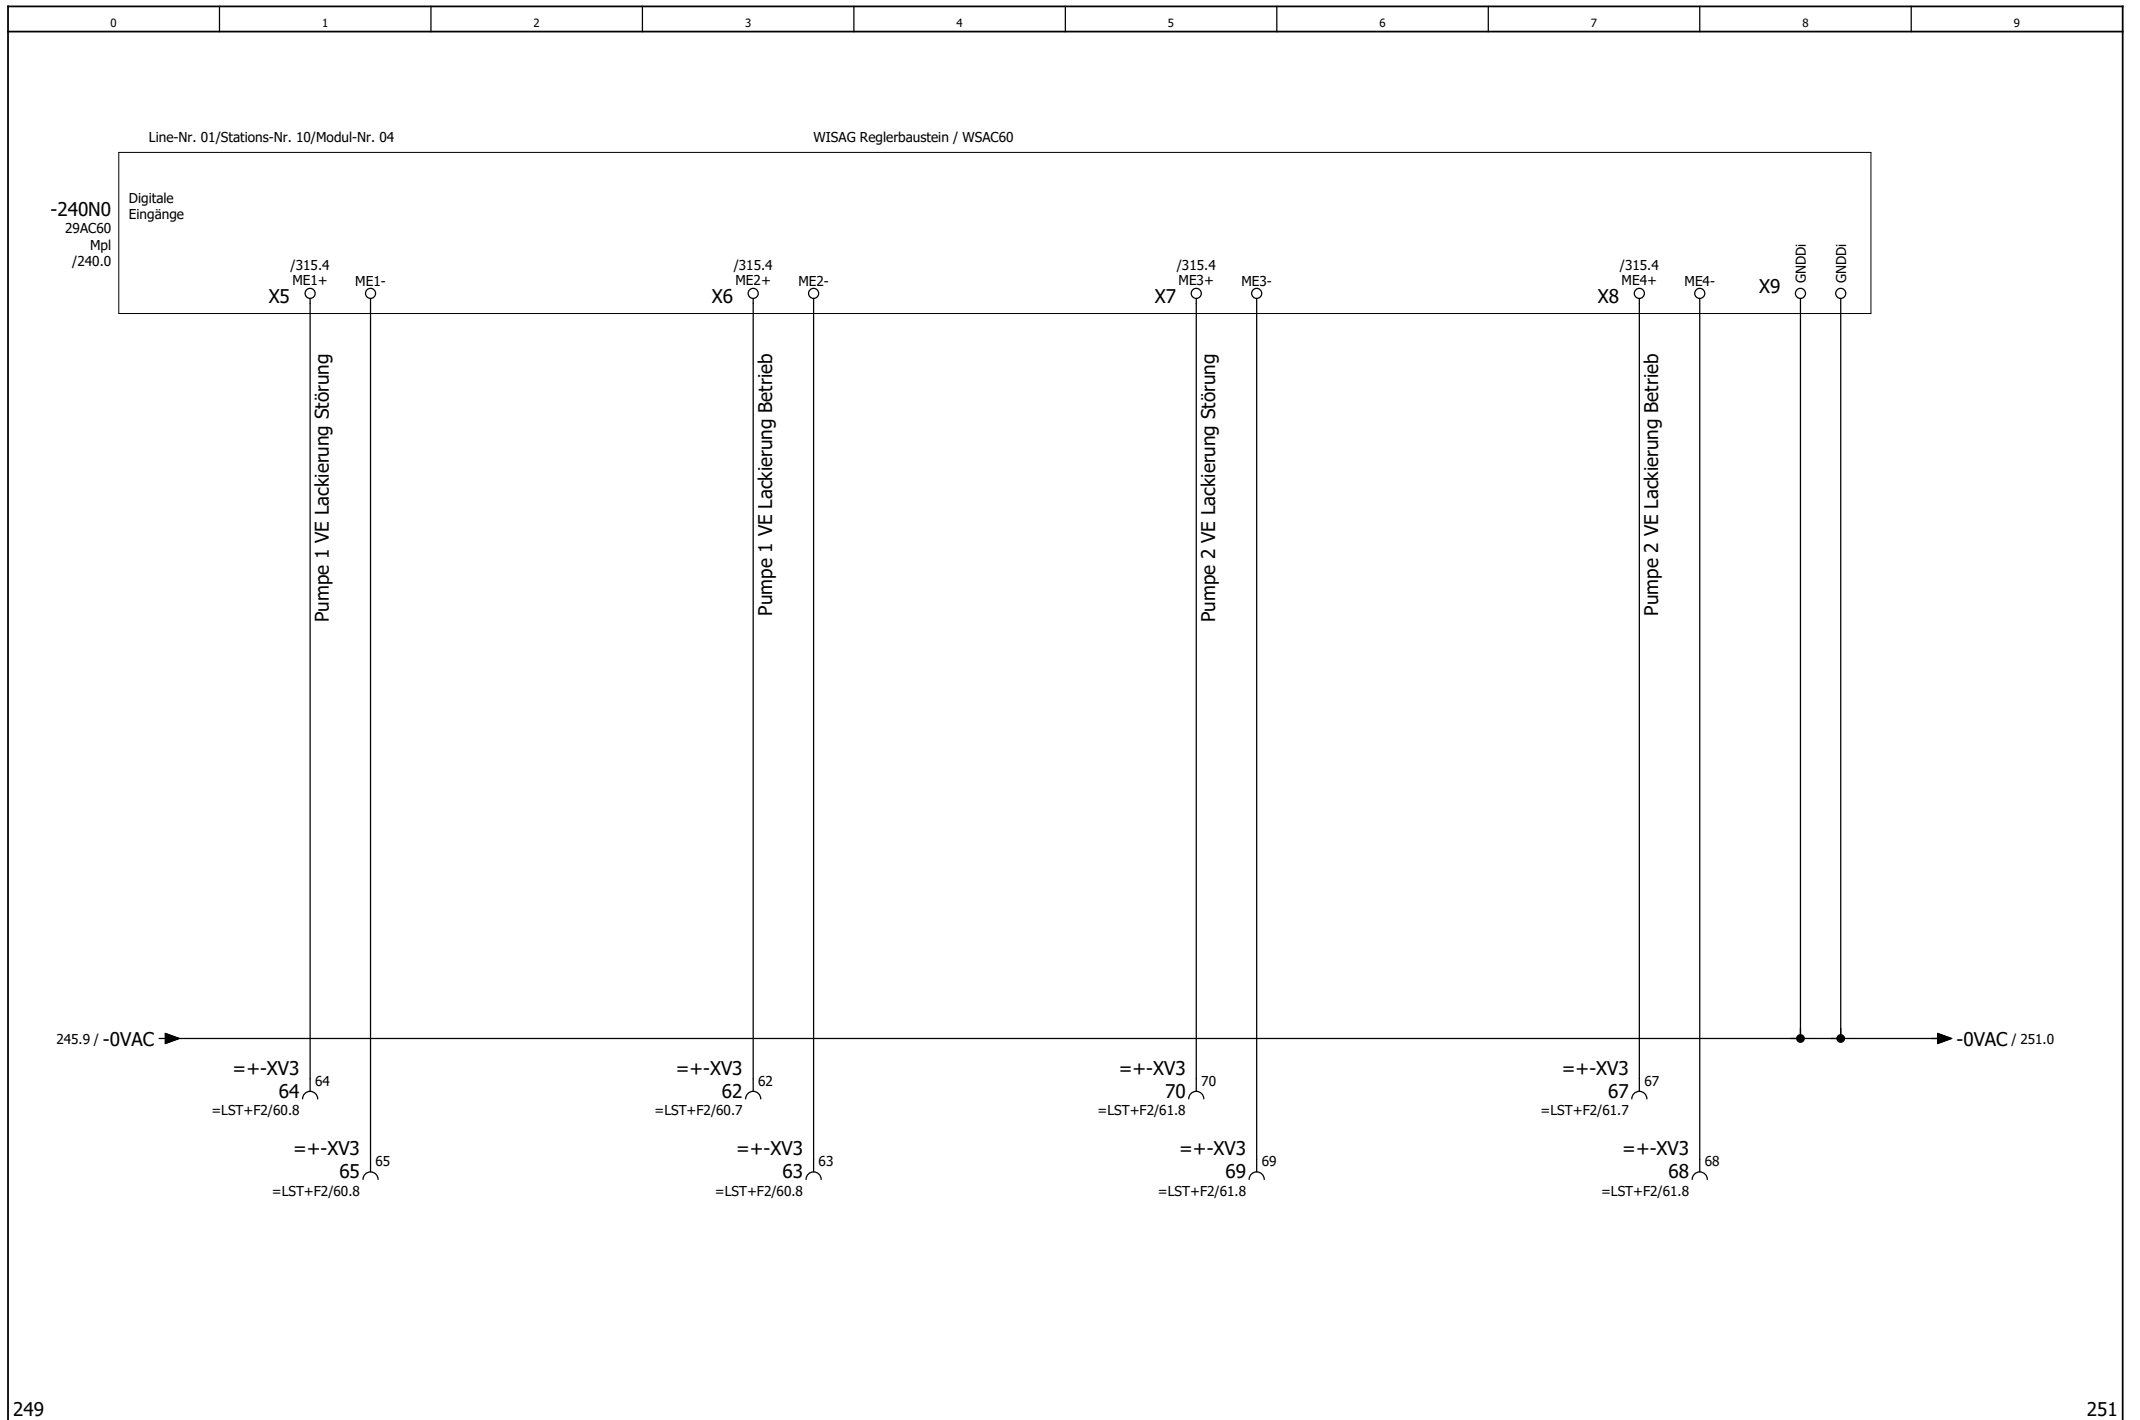 0 1 2 3 4 5 6 7 8 9
Line-Nr. 01/Stations-Nr. 10/Modul-Nr. 04
WISAG Reglerbaustein / WSAC60
-240N0
29AC60
Mpl
/240.0
Digitale
Eingänge
/315.4
ME1+
X5
ME1-
/315.4
ME2+
X6
ME2-
/315.4
ME3+
X7
ME3-
/315.4
ME4+
X8
ME4-
X9
GNDDi
GNDDi
Pumpe 1 VE Lackierung Störung
Pumpe 1 VE Lackierung Betrieb
Pumpe 2 VE Lackierung Störung
Pumpe 2 VE Lackierung Betrieb
245.9 / -0VAC
-0VAC / 251.0
=+-XV3
64 64
=LST+F2/60.8
=+-XV3
65 65
=LST+F2/60.8
=+-XV3
62 62
=LST+F2/60.7
=+-XV3
63 63
=LST+F2/60.8
=+-XV3
70 70
=LST+F2/61.8
=+-XV3
69 69
=LST+F2/61.8
=+-XV3
67 67
=LST+F2/61.7
=+-XV3
68 68
=LST+F2/61.8
249
251